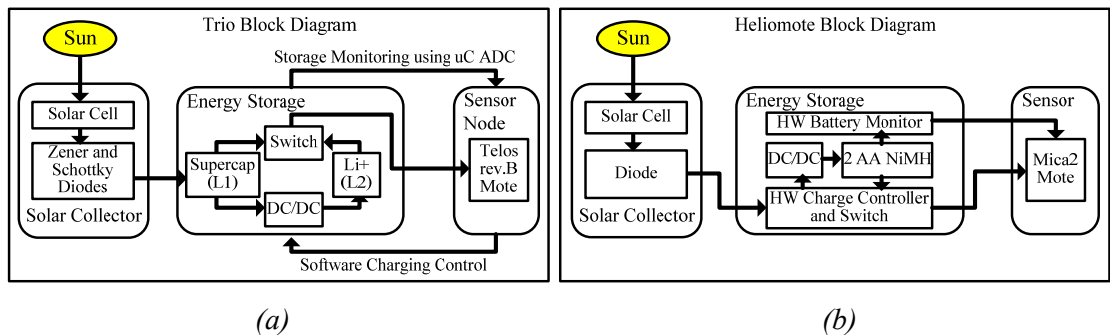 Trio Block Diagram
Sun
Storage Monitoring using uC ADC
Energy Storage
Sensor
Node
Solar Cell
Switch
Zener and
Schottky
Diodes
Supercap
(L1)
Li+
(L2)
Telos
rev.B
Mote
DC/DC
Solar Collector
Software Charging Control
(a)
Heliomote Block Diagram
Sun
Energy Storage
Sensor
Solar Cell
HW Battery Monitor
DC/DC
2 AA NiMH
Mica2
Mote
Diode
HW Charge Controller
and Switch
Solar Collector
(b)